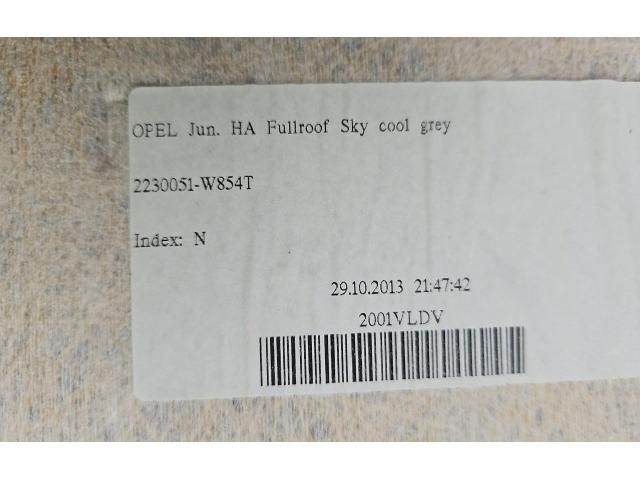 OPEL Jun. HA Fullroof Sky cool grey
2230051-W854T
Index: N
29.10.2013 21:47:42
2001VLDV